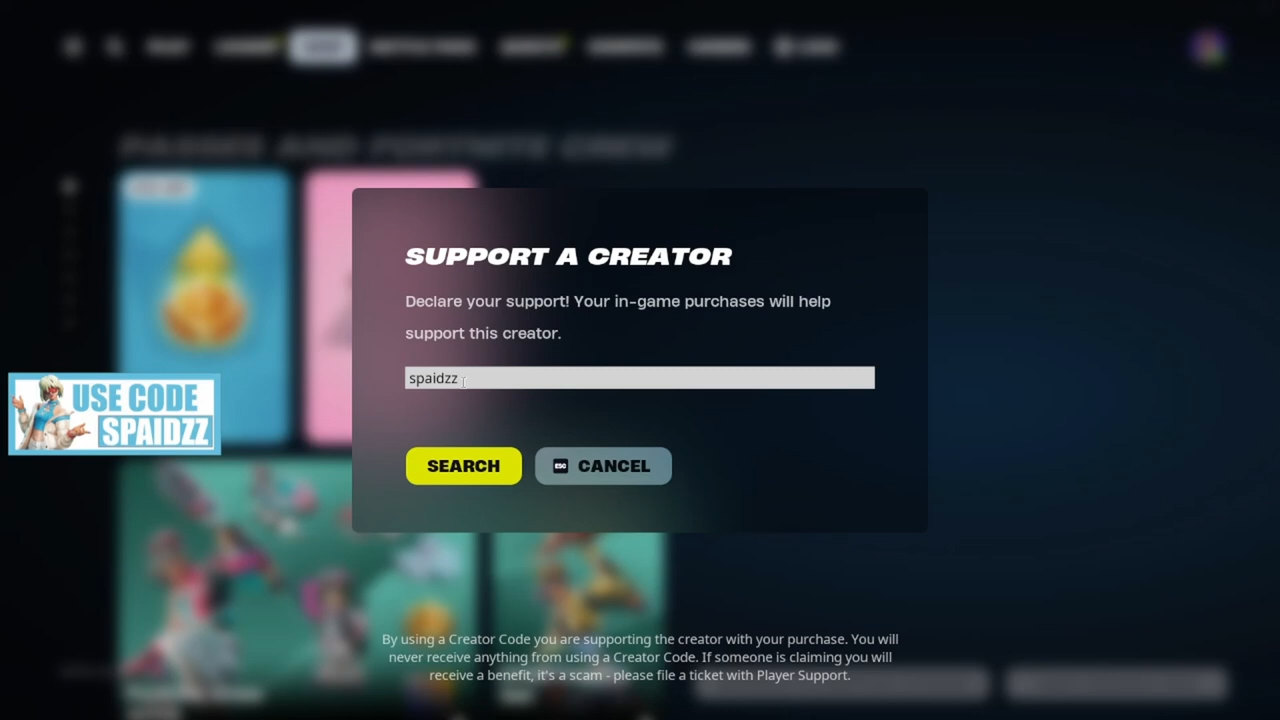 SUPPORT A CREATOR
Declare your support! Your in-game purchases will help
support this creator.
spaidzz
USE CODE
SPAIDZZ
SEARCH
ESC CANCEL
By using a Creator Code you are supporting the creator with your purchase. You will
never receive anything from using a Creator Code. If someone is claiming you will
receive a benefit, it's a scam - please file a ticket with Player Support.